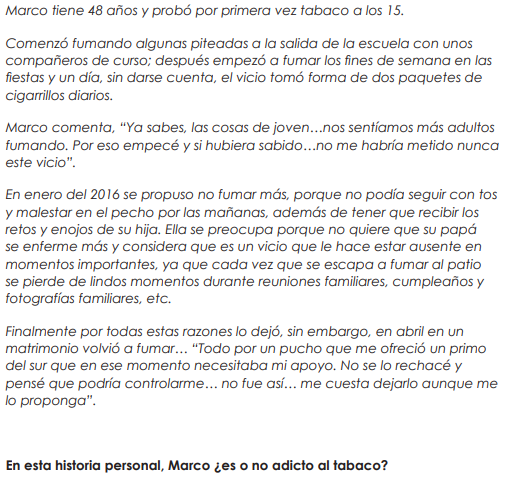 Marco tiene 48 años y probó por primera vez tabaco a los 15.
Comenzó fumando algunas piteadas a la salida de la escuela con unos
compañeros de curso; después empezó a fumar los fines de semana en las
fiestas y un día, sin darse cuenta, el vicio tomó forma de dos paquetes de
cigarrillos diarios.
Marco comenta, “Ya sabes, las cosas de joven…nos sentíamos más adultos
fumando. Por eso empecé y si hubiera sabido…no me habría metido nunca
este vicio”.
En enero del 2016 se propuso no fumar más, porque no podía seguir con tos
y malestar en el pecho por las mañanas, además de tener que recibir los
retos y enojos de su hija. Ella se preocupa porque no quiere que su papá
se enferme más y considera que es un vicio que le hace estar ausente en
momentos importantes, ya que cada vez que se escapa a fumar al patio
se pierde de lindos momentos durante reuniones familiares, cumpleaños y
fotografías familiares, etc.
Finalmente por todas estas razones lo dejó, sin embargo, en abril en un
matrimonio volvió a fumar… “Todo por un pucho que me ofreció un primo
del sur que en ese momento necesitaba mi apoyo. No se lo rechacé y
pensé que podría controlarme… no fue así… me cuesta dejarlo aunque me
lo proponga”.
En esta historia personal, Marco ¿es o no adicto al tabaco?